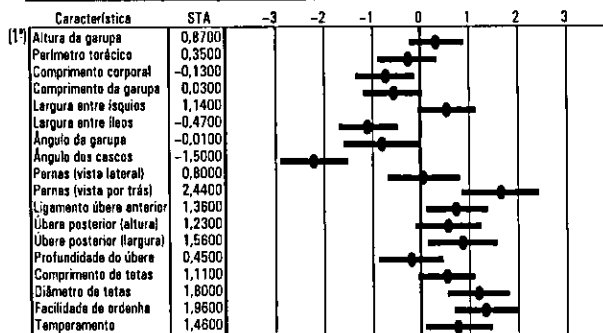 Característica STA −3 −2 −1 0 1 2 3
(1ª) Altura da garupa 0,8700
Perímetro torácico 0,3500
Comprimento corporal −0,1300
Comprimento da garupa 0,0300
Largura entre ísquios 1,1400
Largura entre íleos −0,4700
Ângulo da garupa −0,0100
Ângulo dos cascos −1,5000
Pernas (vista lateral) 0,8000
Pernas (vista por trás) 2,4400
Ligamento úbere anterior 1,3600
Úbere posterior (altura) 1,2300
Úbere posterior (largura) 1,5600
Profundidade do úbere 0,4500
Comprimento de tetas 1,1100
Diâmetro de tetas 1,8000
Facilidade de ordenha 1,9600
Temperamento 1,4600